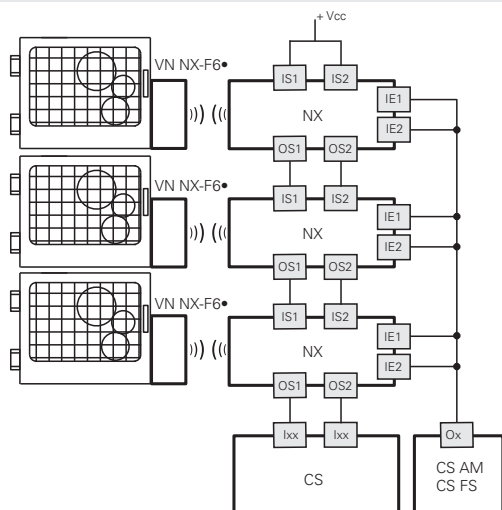 + Vcc
VN NX-F6•
IS1 IS2
IE1
NX
IE2
OS1 OS2
VN NX-F6•
IS1 IS2
IE1
NX
IE2
OS1 OS2
VN NX-F6•
IS1 IS2
IE1
NX
IE2
OS1 OS2
Ixx Ixx Ox
CS
CS AM
CS FS